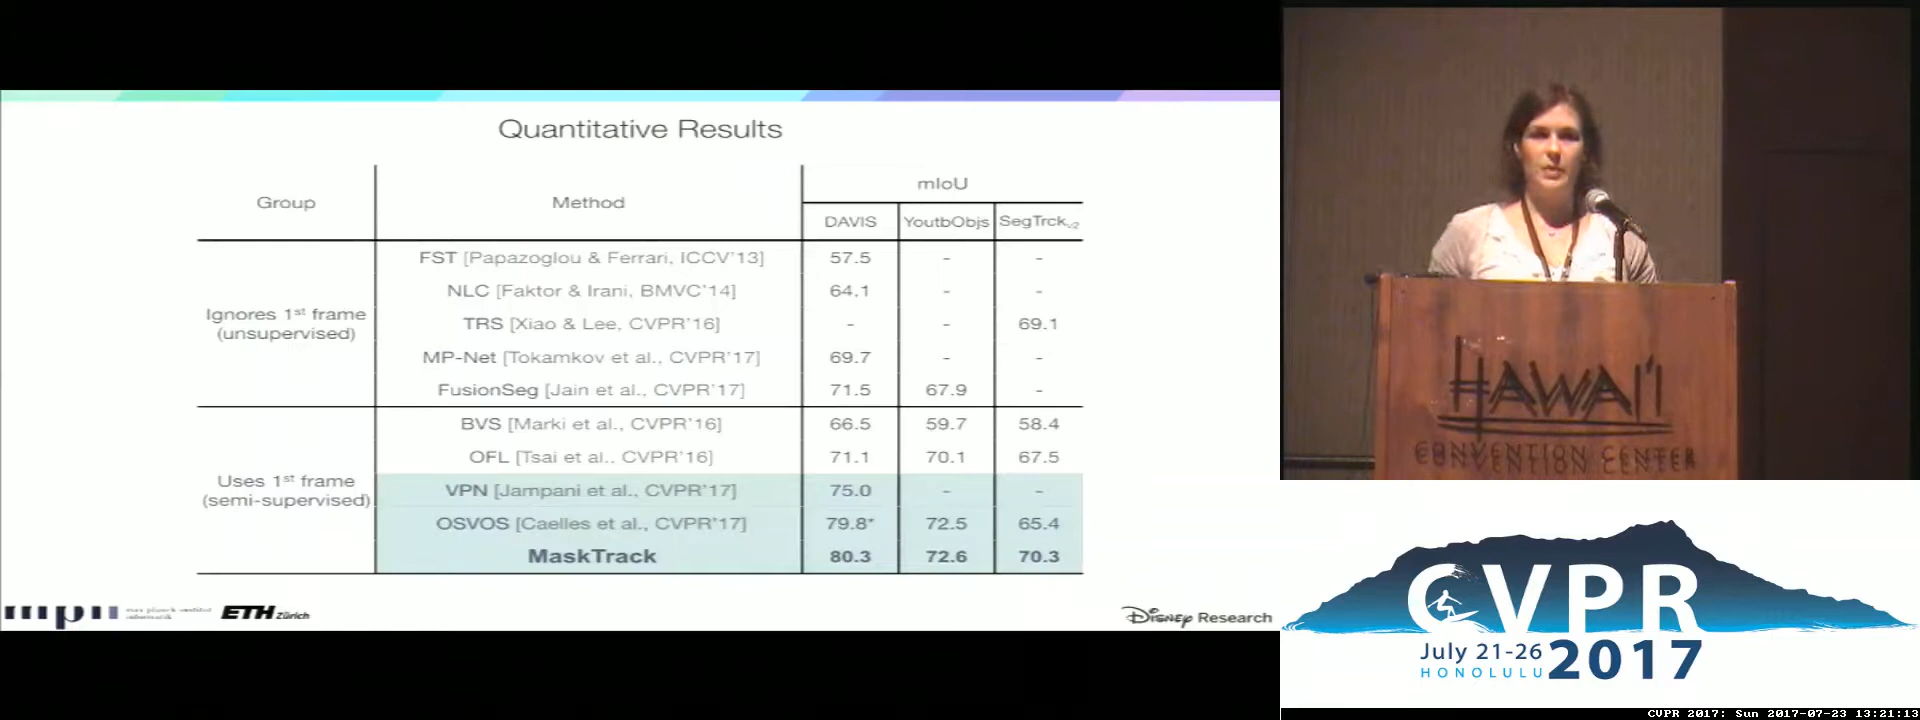 Quantitative Results
Group
Method
mIoU
DAVIS
YoutbObjs
SegTrckv2
Ignores 1st frame
(unsupervised)
FST [Papazoglou & Ferrari, ICCV'13] 57.5 - -
NLC [Faktor & Irani, BMVC'14] 64.1 - -
TRS [Xiao & Lee, CVPR'16] - - 69.1
MP-Net [Tokamkov et al., CVPR'17] 69.7 - -
FusionSeg [Jain et al., CVPR'17] 71.5 67.9 -
Uses 1st frame
(semi-supervised)
BVS [Marki et al., CVPR'16] 66.5 59.7 58.4
OFL [Tsai et al., CVPR'16] 71.1 70.1 67.5
VPN [Jampani et al., CVPR'17] 75.0 - -
OSVOS [Caelles et al., CVPR'17] 79.8* 72.5 65.4
MaskTrack 80.3 72.6 70.3
mpii max planck institut
informatik
ETH Zürich
Disney Research
HAWAI'I
CONVENTION CENTER
CVPR
July 21-26
HONOLULU
2017
CVPR 2017: Sun 2017-07-23 13:21:13